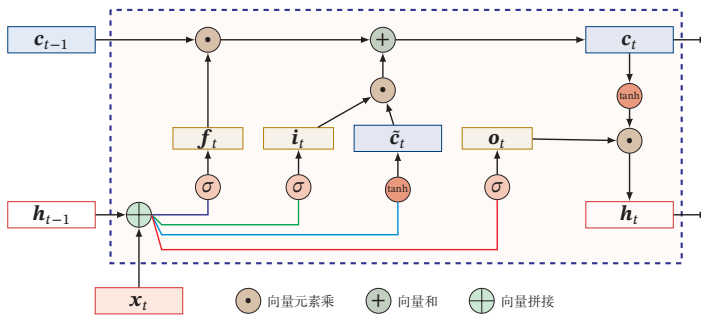 c_{t-1}
c_t
tanh
f_t
i_t
c̃_t
o_t
σ
σ
tanh
σ
h_{t-1}
h_t
x_t
向量元素乘
向量和
向量拼接